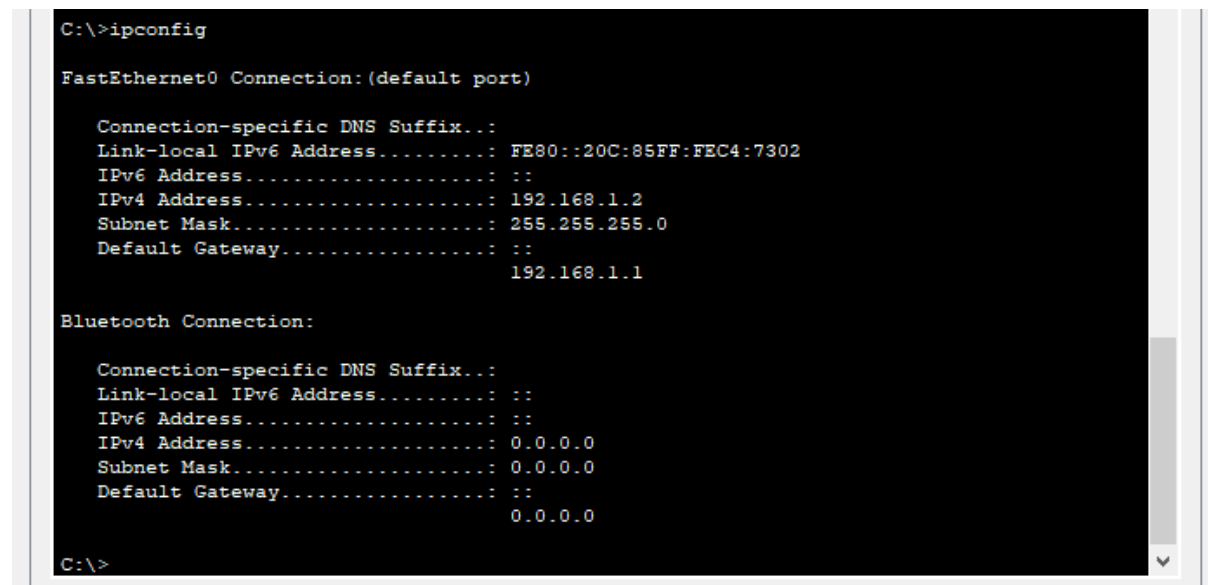 C:\>ipconfig
FastEthernet0 Connection:(default port)
Connection-specific DNS Suffix..:
Link-local IPv6 Address.........: FE80::20C:85FF:FEC4:7302
IPv6 Address....................: ::
IPv4 Address....................: 192.168.1.2
Subnet Mask.....................: 255.255.255.0
Default Gateway.................: ::
192.168.1.1
Bluetooth Connection:
Connection-specific DNS Suffix..:
Link-local IPv6 Address.........: ::
IPv6 Address....................: ::
IPv4 Address....................: 0.0.0.0
Subnet Mask.....................: 0.0.0.0
Default Gateway.................: ::
0.0.0.0
C:\>